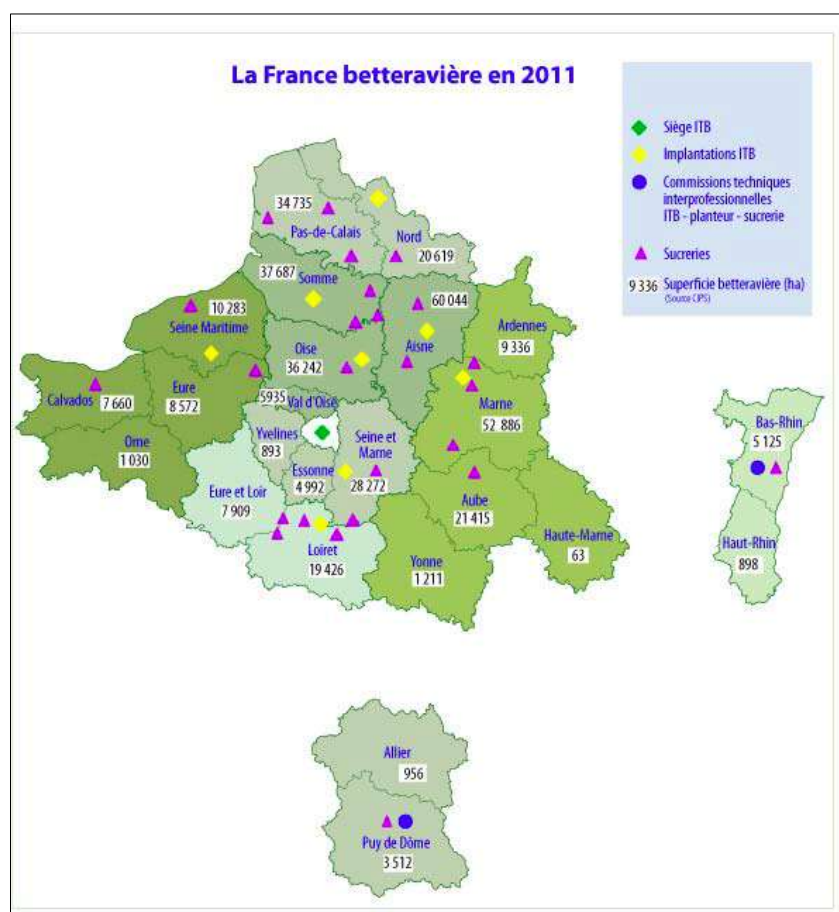 La France betteravière en 2011
Siège ITB
Implantations ITB
Commissions techniques
interprofessionnelles
ITB - planteur - sucrerie
Sucreries
9 336 Superficie betteravière (ha)
(Source CIPS)
34 735
Pas-de-Calais
Nord
20 619
37 687
Somme
60 044
Aisne
10 283
Seine Maritime
Oise
36 242
Ardennes
9 336
Calvados
7 660
Eure
8 572
5935
Val d'Oise
Marne
52 886
Orne
1 030
Yvelines
893
Seine et
Marne
28 272
Essonne
4 992
Eure et Loir
7 909
Aube
21 415
Loiret
19 426
Yonne
1 211
Haute-Marne
63
Bas-Rhin
5 125
Haut-Rhin
898
Allier
956
Puy de Dôme
3 512